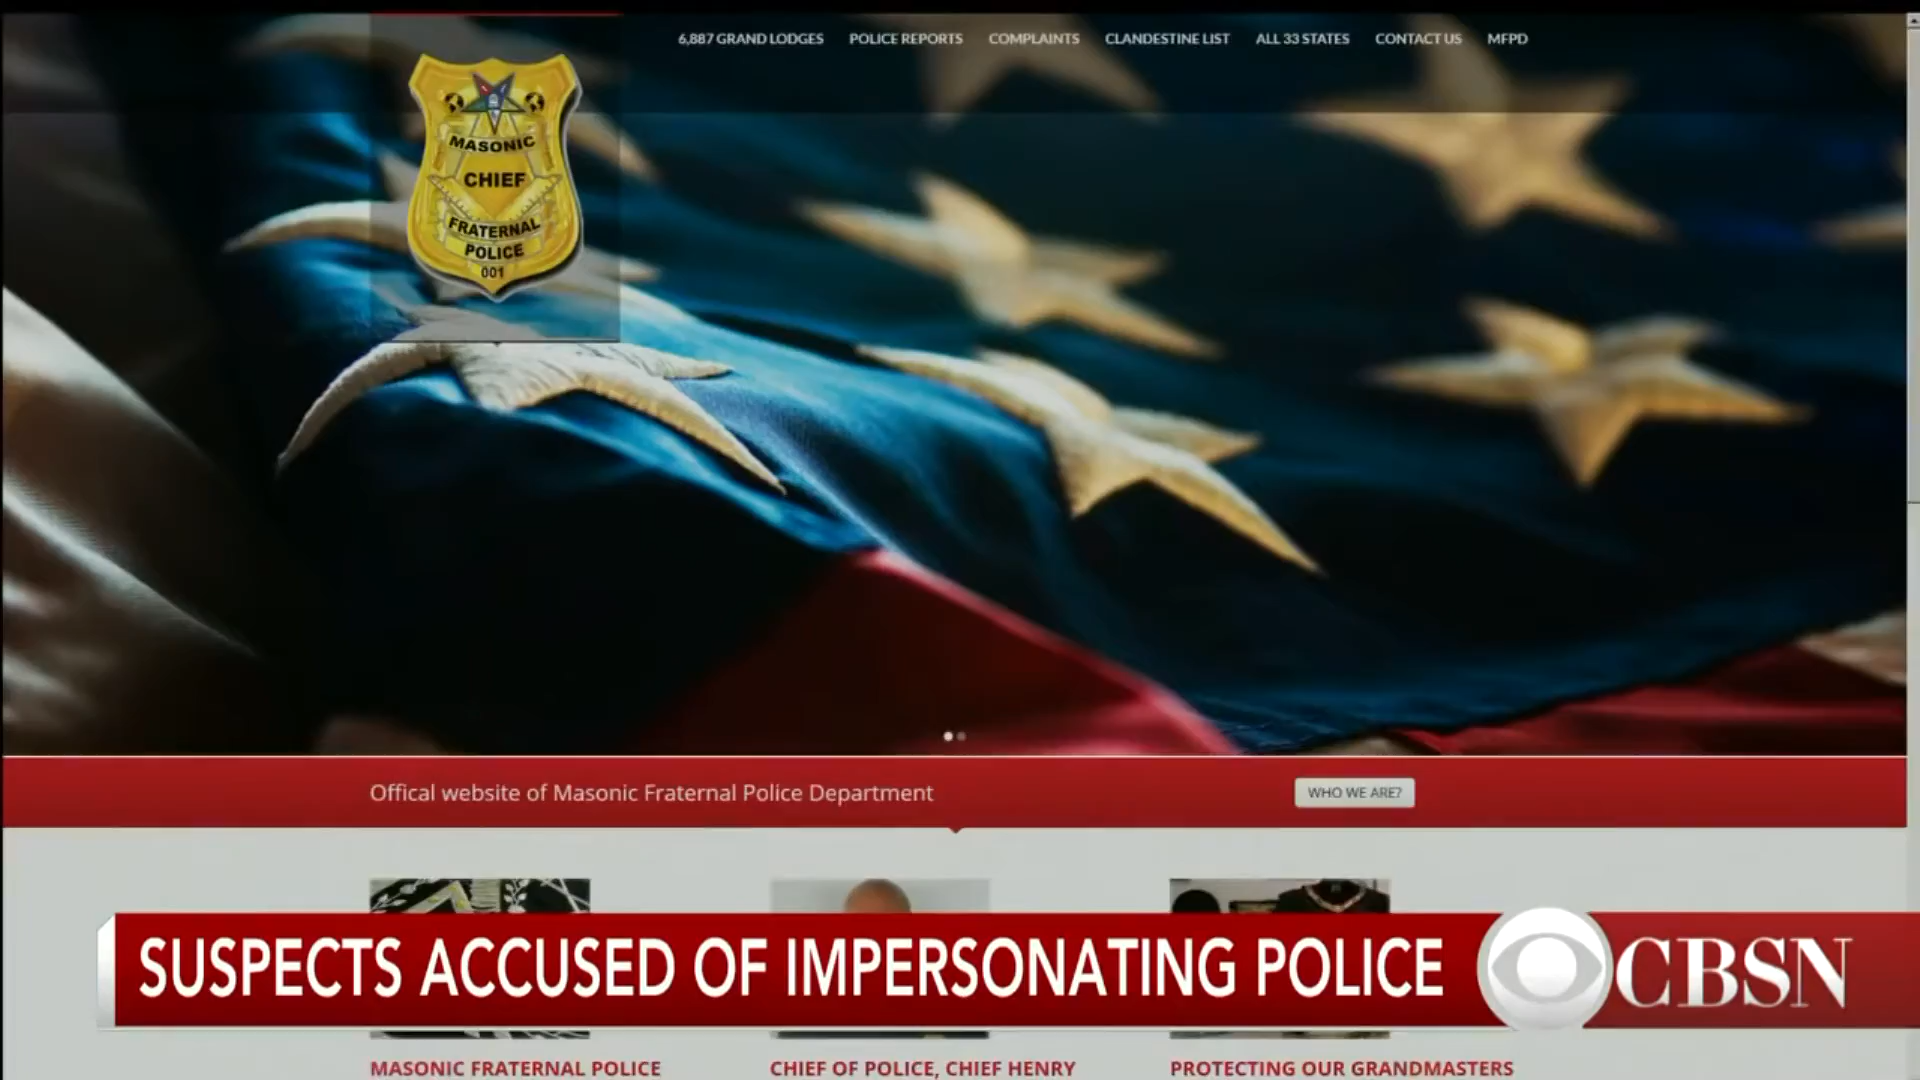 6,887 GRAND LODGES POLICE REPORTS COMPLAINTS CLANDESTINE LIST ALL 33 STATES CONTACT US MFPD
MASONIC
CHIEF
FRATERNAL
POLICE
001
Offical website of Masonic Fraternal Police Department
WHO WE ARE?
SUSPECTS ACCUSED OF IMPERSONATING POLICE
CBSN
MASONIC FRATERNAL POLICE CHIEF OF POLICE, CHIEF HENRY PROTECTING OUR GRANDMASTERS